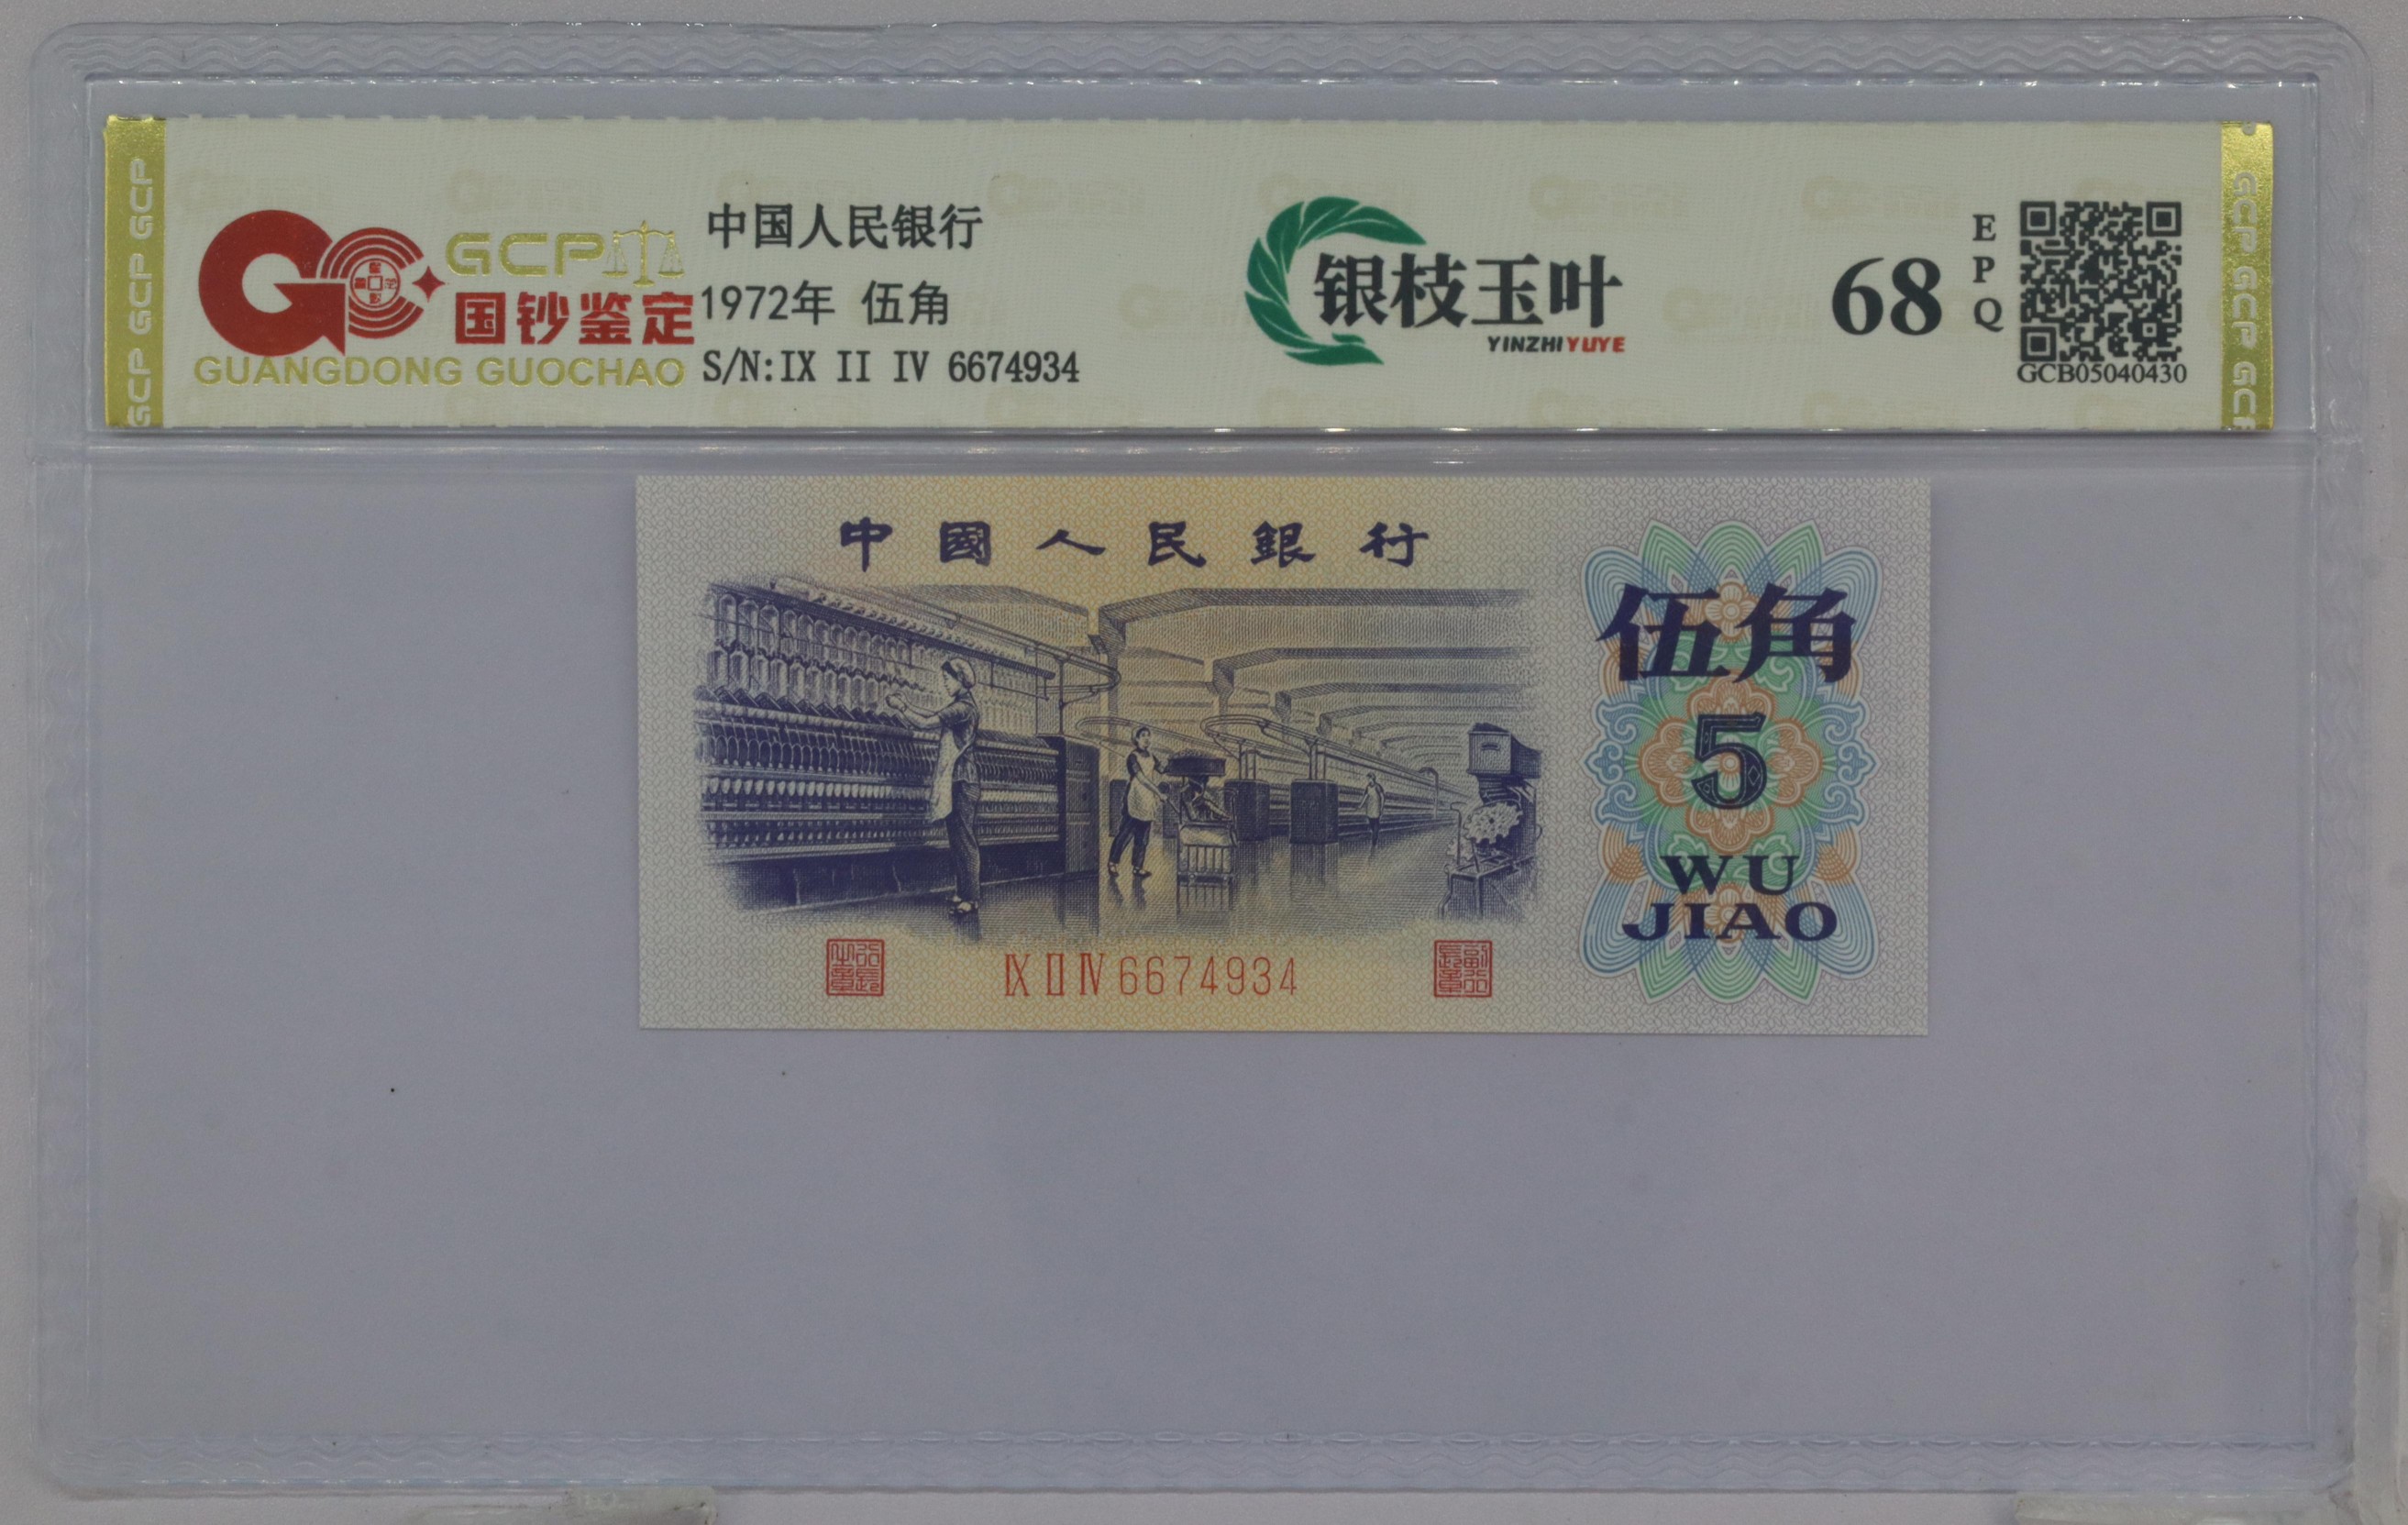 GCP GCP GCP
GCP
国钞鉴定
GUANGDONG GUOCHAO
中国人民银行
1972年 伍角
S/N:IX II IV 6674934
银枝玉叶
YINZHIYUYE
68
EPQ
GCB05040430
GCP GCP GCP
中國人民銀行
伍角
5
WU
JIAO
IX II IV 6674934